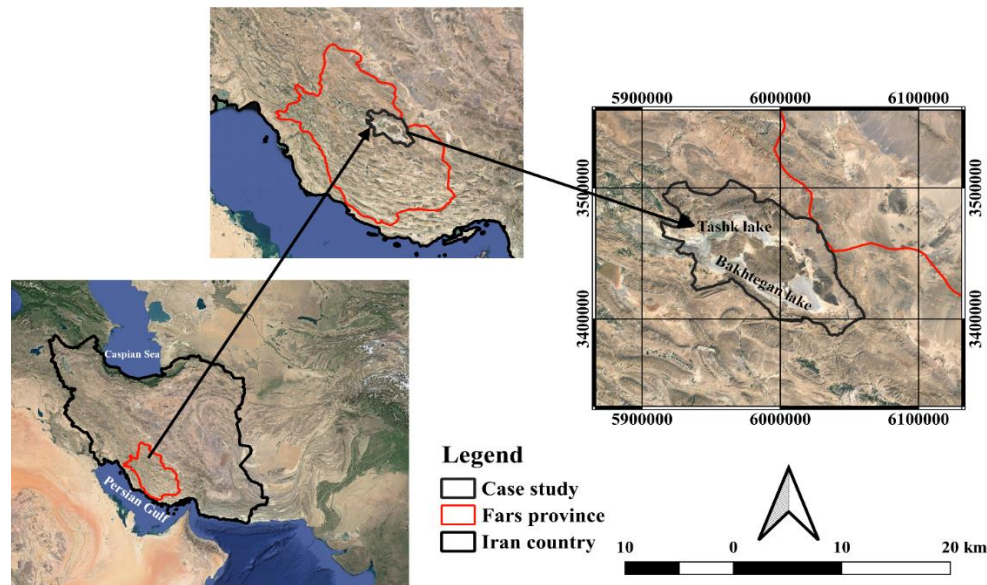 5900000 6000000 6100000
3500000 3500000
Tashk lake
Bakhtegan lake
3400000 3400000
5900000 6000000 6100000
Caspian Sea
Persian Gulf
Legend
Case study
Fars province
Iran country
10 0 10 20 km